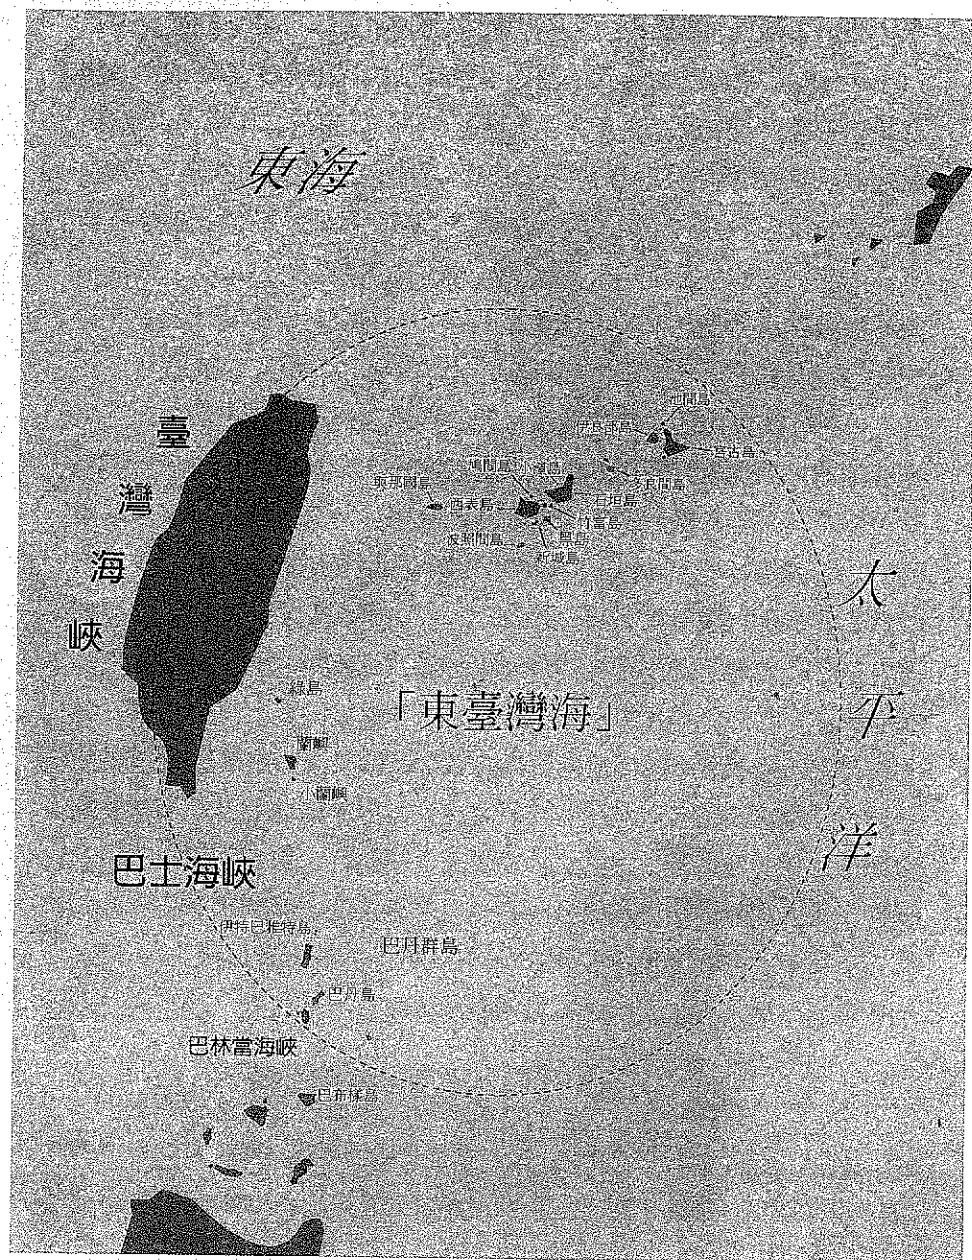 東海
臺灣海峽
池間島
伊良部島
宮古島
多良間島
鳩間島
小濱島
與那國島
西表島
石垣島
竹富島
波照間島
黑島
新城島
太平洋
綠島
「東臺灣海」
蘭嶼
小蘭嶼
巴士海峽
伊特巴雅特島
巴丹群島
巴丹島
巴林當海峽